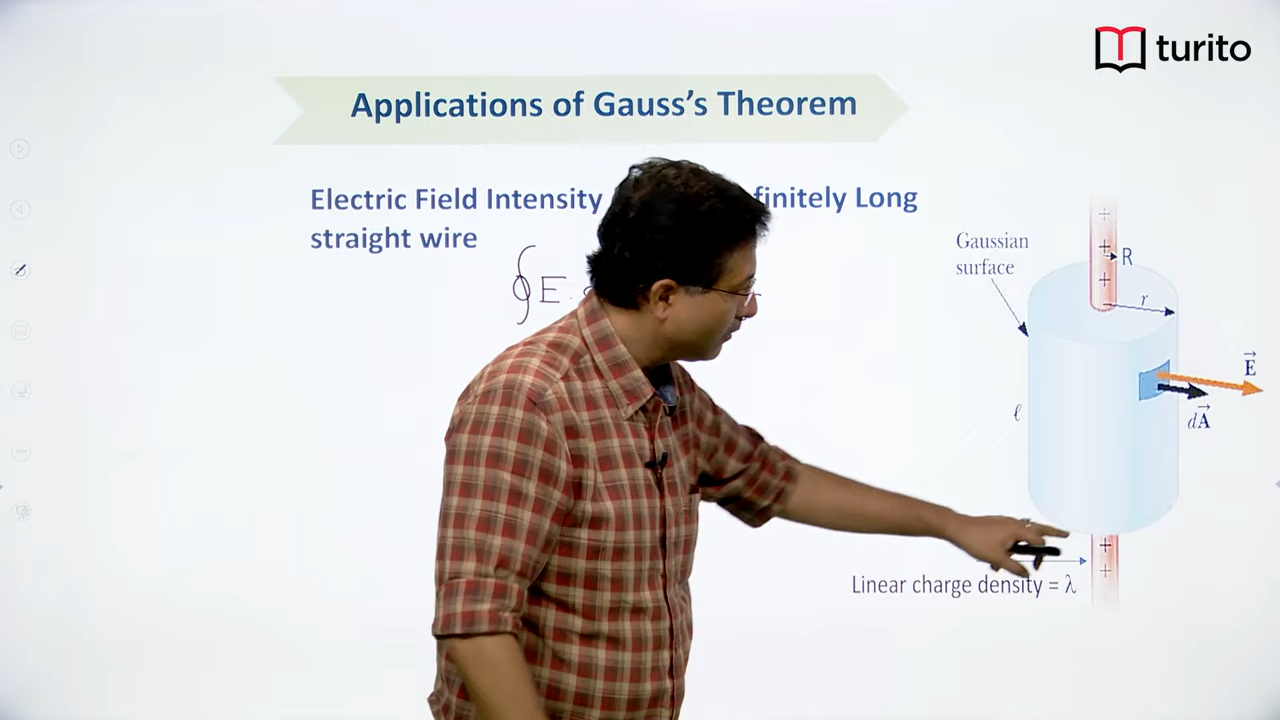 turito
Applications of Gauss's Theorem
Electric Field Intensity finitely Long
straight wire
∮ E.
Gaussian
surface
R
r
ℓ
E⃗
dA⃗
Linear charge density = λ
+
+
+
+
+